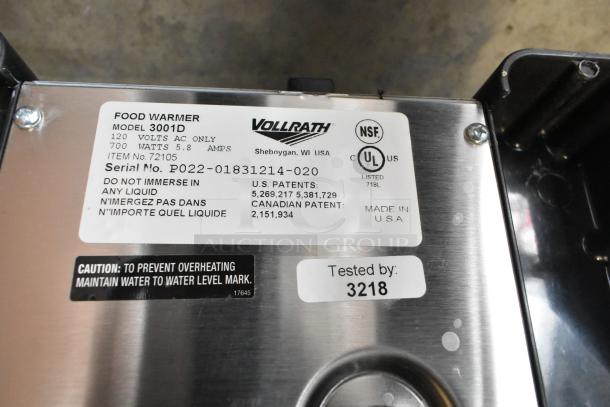 FOOD WARMER
MODEL 3001D
120 VOLTS AC ONLY
700 WATTS 5.8 AMPS
ITEM No. 72105
Serial No. P022-01831214-020
DO NOT IMMERSE IN
ANY LIQUID
N'IMERGEZ PAS DANS
N"IMPORTE QUEL LIQUIDE
VOLLRATH
Sheboygan, WI USA
U.S. PATENTS:
5,269,217 5,381,729
CANADIAN PATENT:
2,151,934
NSF
C UL US
LISTED
718L
MADE IN
U.S.A
AUCTION GROUP
CAUTION: TO PREVENT OVERHEATING
MAINTAIN WATER TO WATER LEVEL MARK.
17645
Tested by:
3218